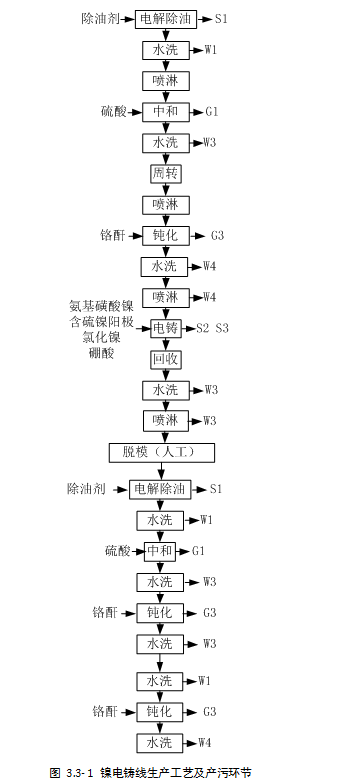 除油剂 电解除油 S1
水洗 W1
喷淋
硫酸 中和 G1
水洗 W3
周转
喷淋
铬酐 钝化 G3
水洗 W4
喷淋 W4
氨基磺酸镍
含硫镍阳极 电铸 S2 S3
氯化镍
硼酸
回收
水洗 W3
喷淋 W3
脱模（人工）
除油剂 电解除油 S1
水洗 W1
硫酸 中和 G1
水洗 W3
铬酐 钝化 G3
水洗 W3
水洗 W1
铬酐 钝化 G3
水洗 W4
图 3.3-1 镍电铸线生产工艺及产污环节